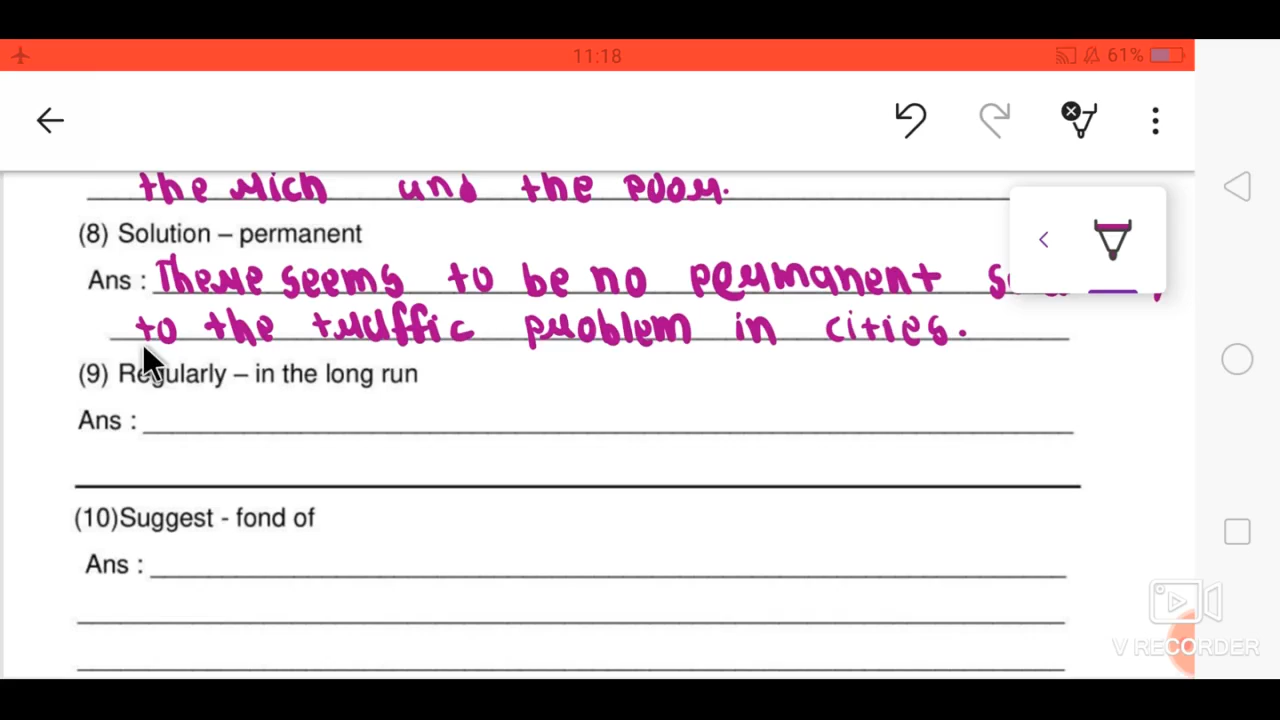 11:18
61%
the rich and the poor.
(8) Solution – permanent
Ans : There seems to be no permanent
to the traffic problem in cities.
(9) Regularly – in the long run
Ans :
(10)Suggest - fond of
Ans :
V RECORDER